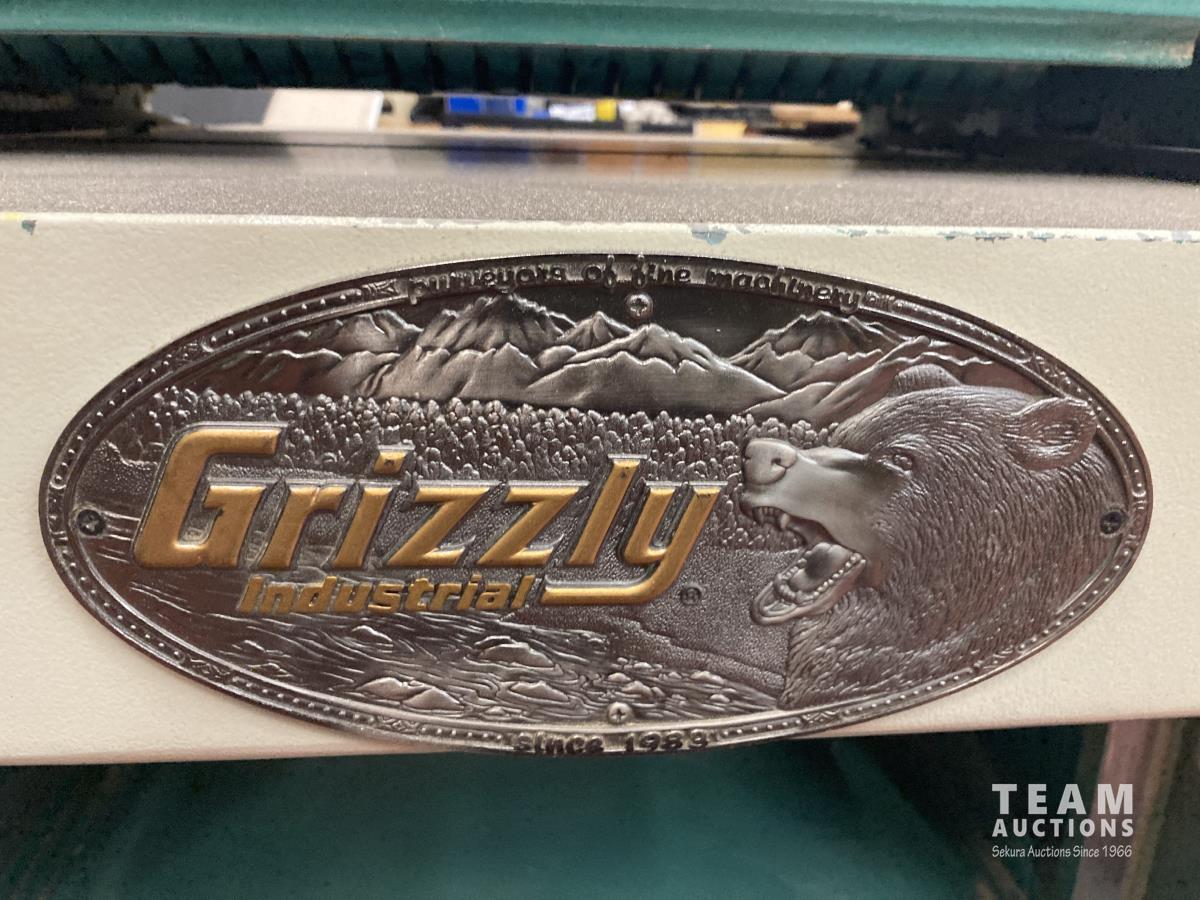 purveyors of fine machinery
Grizzly
Industrial ®
since 1983
TEAM
AUCTIONS
Sekura Auctions Since 1966